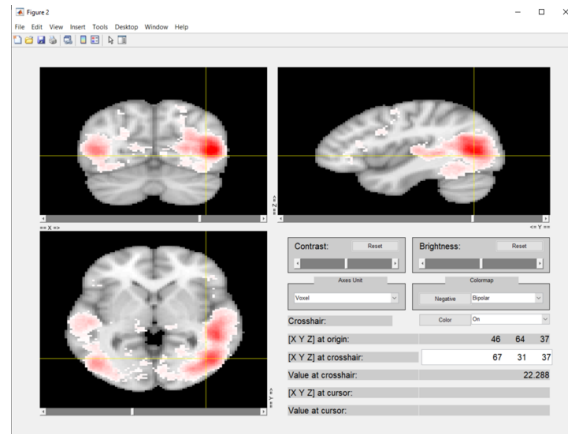 Figure 2
File Edit View Insert Tools Desktop Window Help
<= X =>
<= Z =>
<= Y =>
<= Y =>
Contrast: Reset
Brightness: Reset
Axes Unit
Voxel
Colormap
Negative Bipolar
Crosshair: Color On
[X Y Z] at origin: 46 64 37
[X Y Z] at crosshair: 67 31 37
Value at crosshair: 22.288
[X Y Z] at cursor:
Value at cursor: